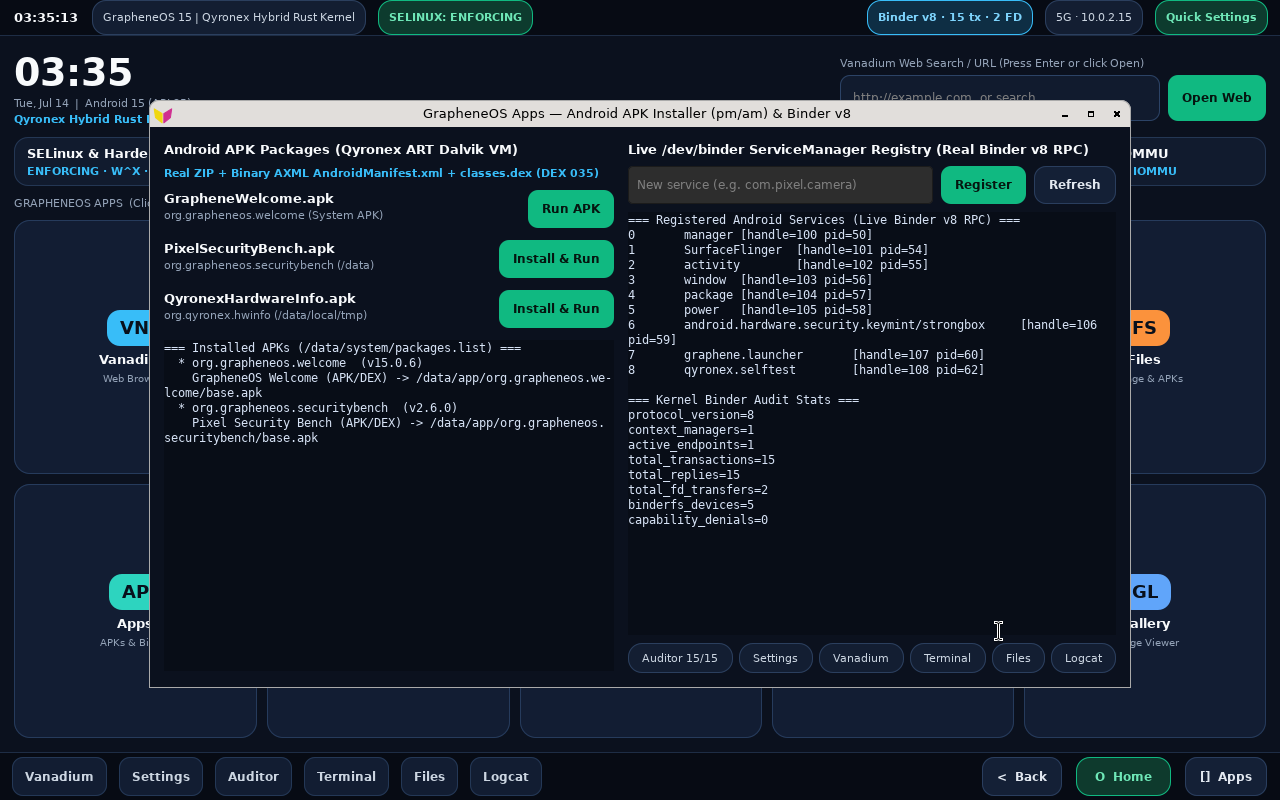 03:35:13
GrapheneOS 15 | Qyronex Hybrid Rust Kernel
SELINUX: ENFORCING
Binder v8 · 15 tx · 2 FD
5G · 10.0.2.15
Quick Settings
03:35
Tue, Jul 14 | Android 15
Qyronex Hybrid Rust
Vanadium Web Search / URL (Press Enter or click Open)
http://example.com or search
Open Web
SELinux & Harde
ENFORCING · W^X ·
OMMU
IOMMU
GRAPHENEOS APPS (Clic
GrapheneOS Apps — Android APK Installer (pm/am) & Binder v8
Android APK Packages (Qyronex ART Dalvik VM)
Real ZIP + Binary AXML AndroidManifest.xml + classes.dex (DEX 035)
GrapheneWelcome.apk
org.grapheneos.welcome (System APK)
Run APK
PixelSecurityBench.apk
org.grapheneos.securitybench (/data)
Install & Run
QyronexHardwareInfo.apk
org.qyronex.hwinfo (/data/local/tmp)
Install & Run
=== Installed APKs (/data/system/packages.list) ===
* org.grapheneos.welcome (v15.0.6)
GrapheneOS Welcome (APK/DEX) -> /data/app/org.grapheneos.we-
lcome/base.apk
* org.grapheneos.securitybench (v2.6.0)
Pixel Security Bench (APK/DEX) -> /data/app/org.grapheneos.
securitybench/base.apk
Live /dev/binder ServiceManager Registry (Real Binder v8 RPC)
New service (e.g. com.pixel.camera)
Register
Refresh
=== Registered Android Services (Live Binder v8 RPC) ===
0 manager [handle=100 pid=50]
1 SurfaceFlinger [handle=101 pid=54]
2 activity [handle=102 pid=55]
3 window [handle=103 pid=56]
4 package [handle=104 pid=57]
5 power [handle=105 pid=58]
6 android.hardware.security.keymint/strongbox [handle=106
pid=59]
7 graphene.launcher [handle=107 pid=60]
8 qyronex.selftest [handle=108 pid=62]
=== Kernel Binder Audit Stats ===
protocol_version=8
context_managers=1
active_endpoints=1
total_transactions=15
total_replies=15
total_fd_transfers=2
binderfs_devices=5
capability_denials=0
Auditor 15/15
Settings
Vanadium
Terminal
Files
Logcat
VN
Vanadi
Web Brow
FS
Files
ge & APKs
AP
Apps
APKs & Bi
GL
allery
ge Viewer
Vanadium
Settings
Auditor
Terminal
Files
Logcat
< Back
O Home
[] Apps